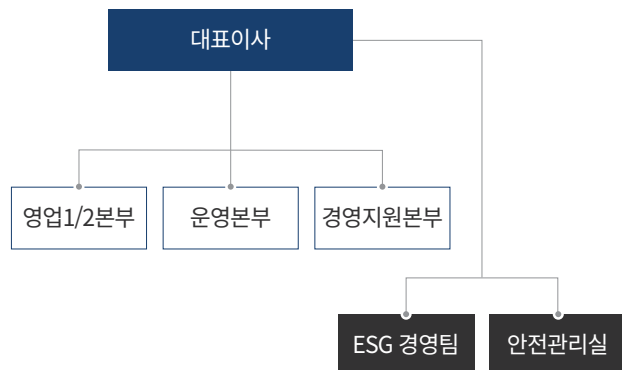 대표이사
영업1/2본부
운영본부
경영지원본부
ESG 경영팀
안전관리실